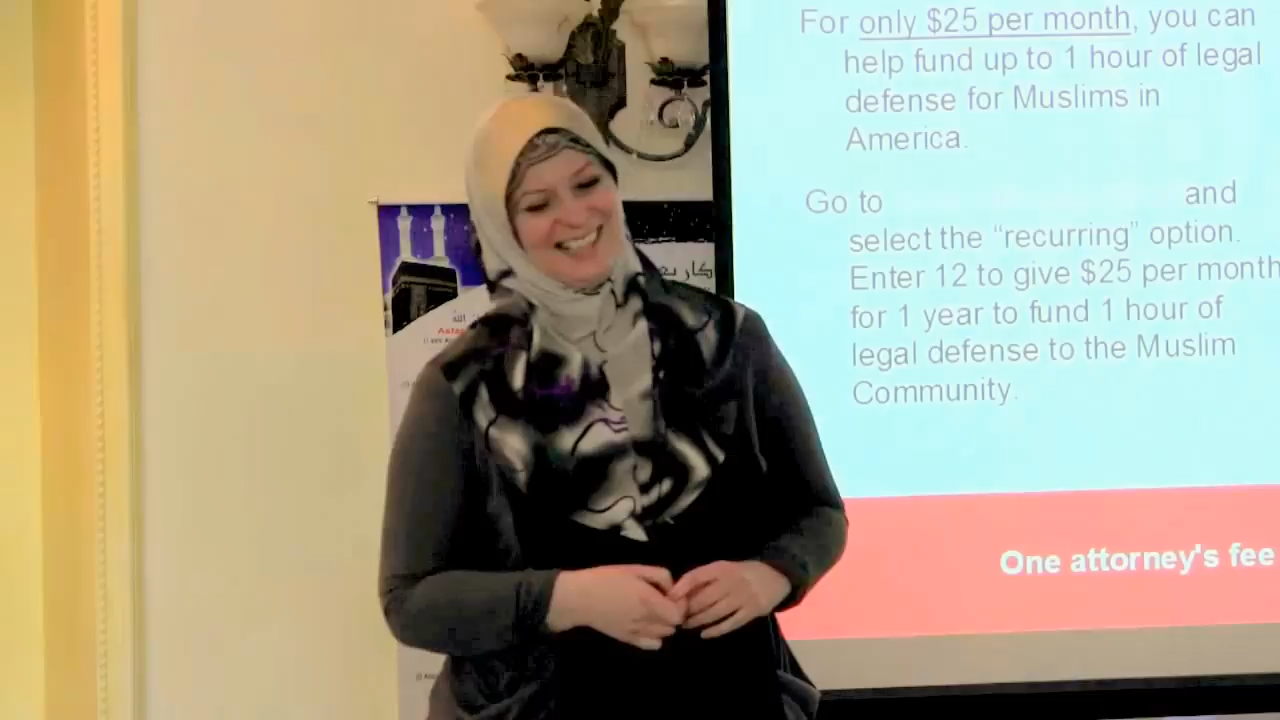 For only $25 per month, you can
help fund up to 1 hour of legal
defense for Muslims in
America.
Go to and
select the “recurring” option.
Enter 12 to give $25 per month
for 1 year to fund 1 hour of
legal defense to the Muslim
Community.
One attorney's fee